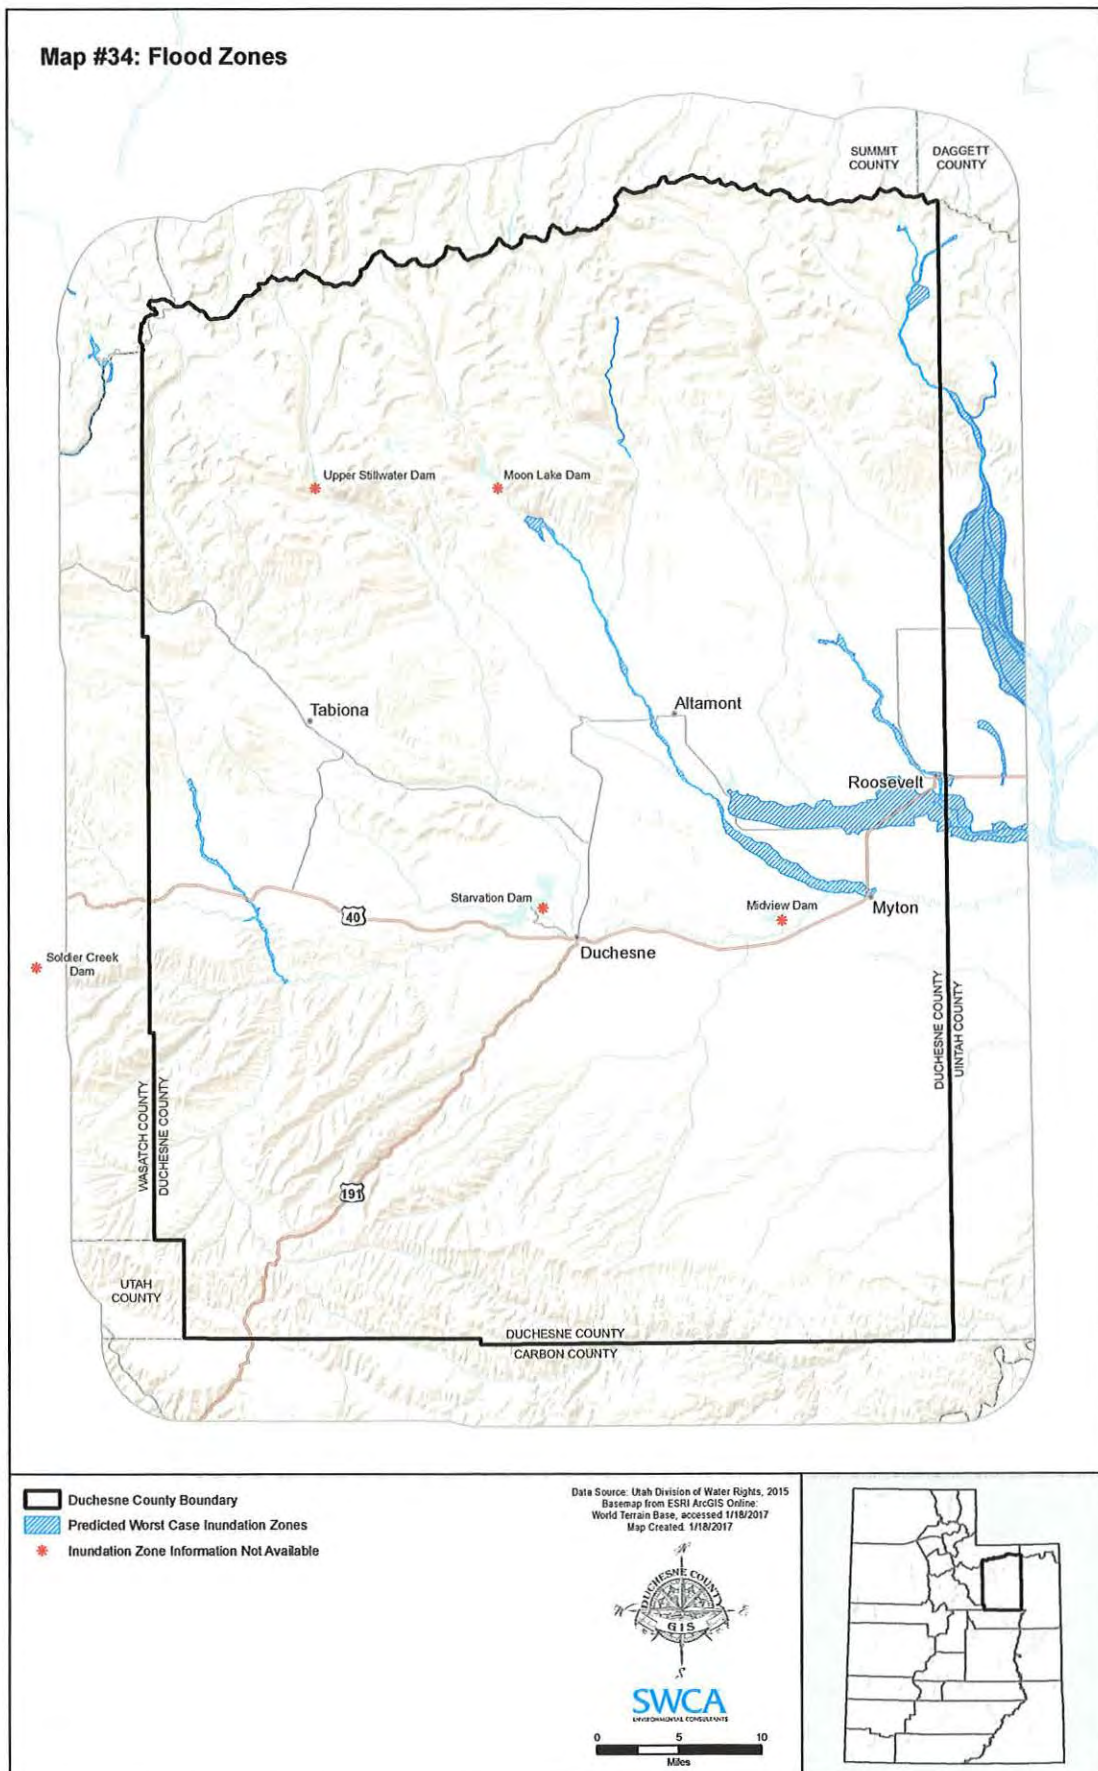 Map #34: Flood Zones
SUMMIT
COUNTY
DAGGETT
COUNTY
Upper Stillwater Dam
Moon Lake Dam
Tabiona
Altamont
Roosevelt
Starvation Dam
Midview Dam
Myton
40
Duchesne
Soldier Creek
Dam
DUCHESNE COUNTY
UINTAH COUNTY
WASATCH COUNTY
DUCHESNE COUNTY
191
UTAH
COUNTY
DUCHESNE COUNTY
CARBON COUNTY
Duchesne County Boundary
Predicted Worst Case Inundation Zones
Inundation Zone Information Not Available
Data Source: Utah Division of Water Rights, 2015
Basemap from ESRI ArcGIS Online:
World Terrain Base, accessed 1/18/2017
Map Created: 1/18/2017
N
DUCHESNE COUNTY
W
E
GIS
S
SWCA
ENVIRONMENTAL CONSULTANTS
0 5 10
Miles